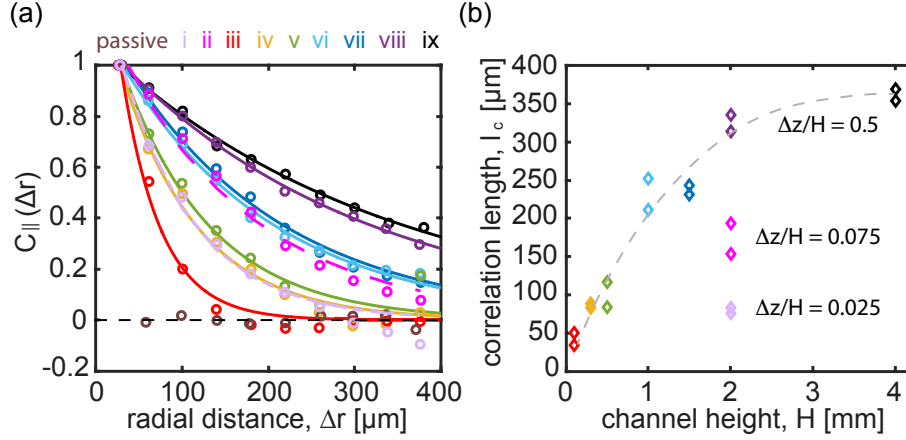 (a)
passive i ii iii iv v vi vii viii ix
1
0.8
0.6
0.4
0.2
0
-0.2
C||(Δr)
0 100 200 300 400
radial distance, Δr [μm]
(b)
400
350
300
250
200
150
100
50
0
correlation length, l c [μm]
Δz/H = 0.5
Δz/H = 0.075
Δz/H = 0.025
0 1 2 3 4
channel height, H [mm]